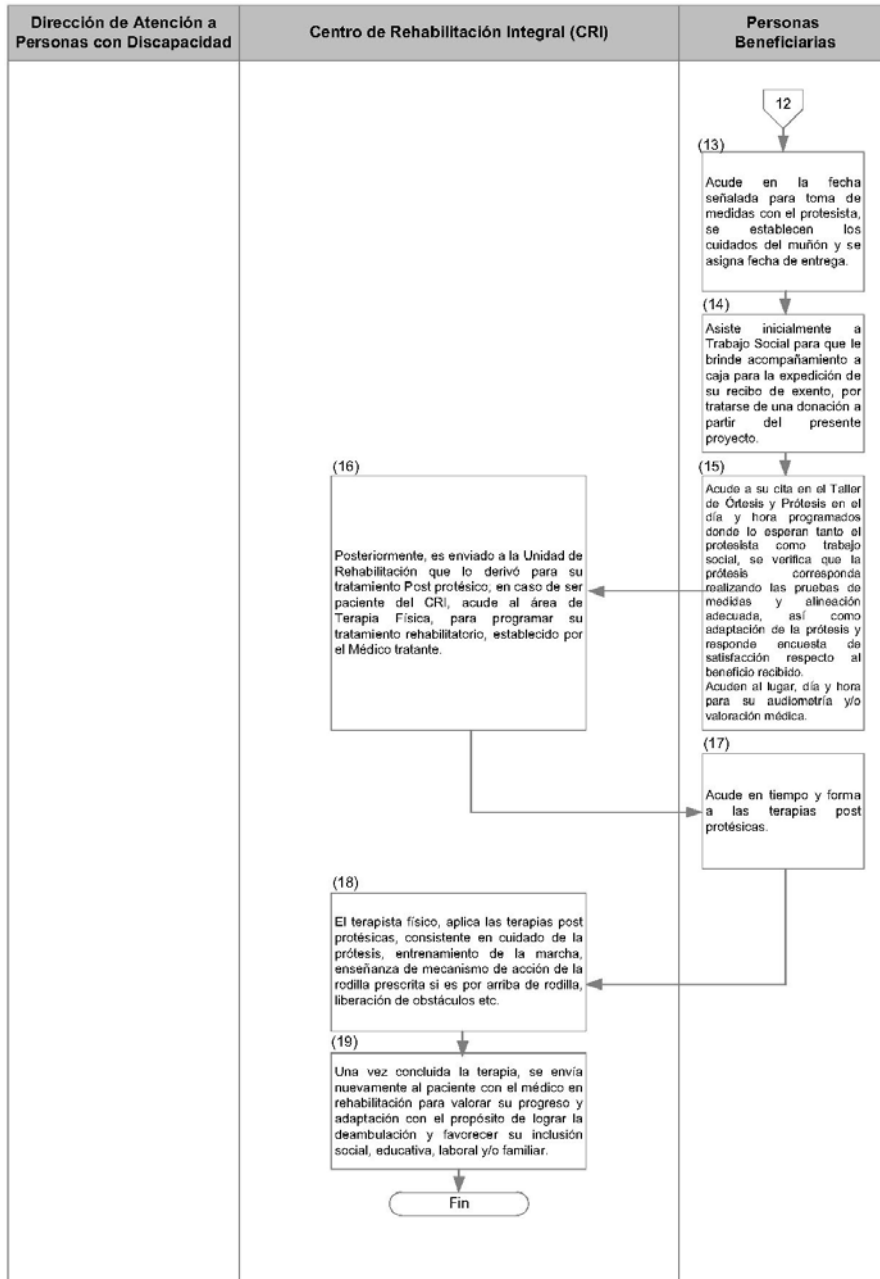 Dirección de Atención a
Personas con Discapacidad
Centro de Rehabilitación Integral (CRI)
Personas
Beneficiarias
12
(13)
Acude en la fecha
señalada para toma de
medidas con el protesista,
se establecen los
cuidados del muñón y se
asigna fecha de entrega.
(14)
Asiste inicialmente a
Trabajo Social para que le
brinde acompañamiento a
caja para la expedición de
su recibo de exento, por
tratarse de una donación a
partir del presente
proyecto.
(15)
Acude a su cita en el Taller
de Órtesis y Prótesis en el
día y hora programados
donde lo esperan tanto el
protesista como trabajo
social, se verifica que la
prótesis corresponda
realizando las pruebas de
medidas y alineación
adecuada, así como
adaptación de la prótesis y
responde encuesta de
satisfacción respecto al
beneficio recibido.
Acuden al lugar, día y hora
para su audiometría y/o
valoración médica.
(16)
Posteriormente, es enviado a la Unidad de
Rehabilitación que lo derivó para su
tratamiento Post protésico; en caso de ser
paciente del CRI, acude al área de
Terapia Física, para programar su
tratamiento rehabilitatorio, establecido por
el Médico tratante.
(17)
Acude en tiempo y forma
a las terapias post
protésicas.
(18)
El terapista físico, aplica las terapias post
protésicas, consistente en cuidado de la
prótesis, entrenamiento de la marcha,
enseñanza de mecanismo de acción de la
rodilla prescrita si es por arriba de rodilla,
liberación de obstáculos etc.
(19)
Una vez concluida la terapia, se envía
nuevamente al paciente con el médico en
rehabilitación para valorar su progreso y
adaptación con el propósito de lograr la
deambulación y favorecer su inclusión
social, educativa, laboral y/o familiar.
Fin